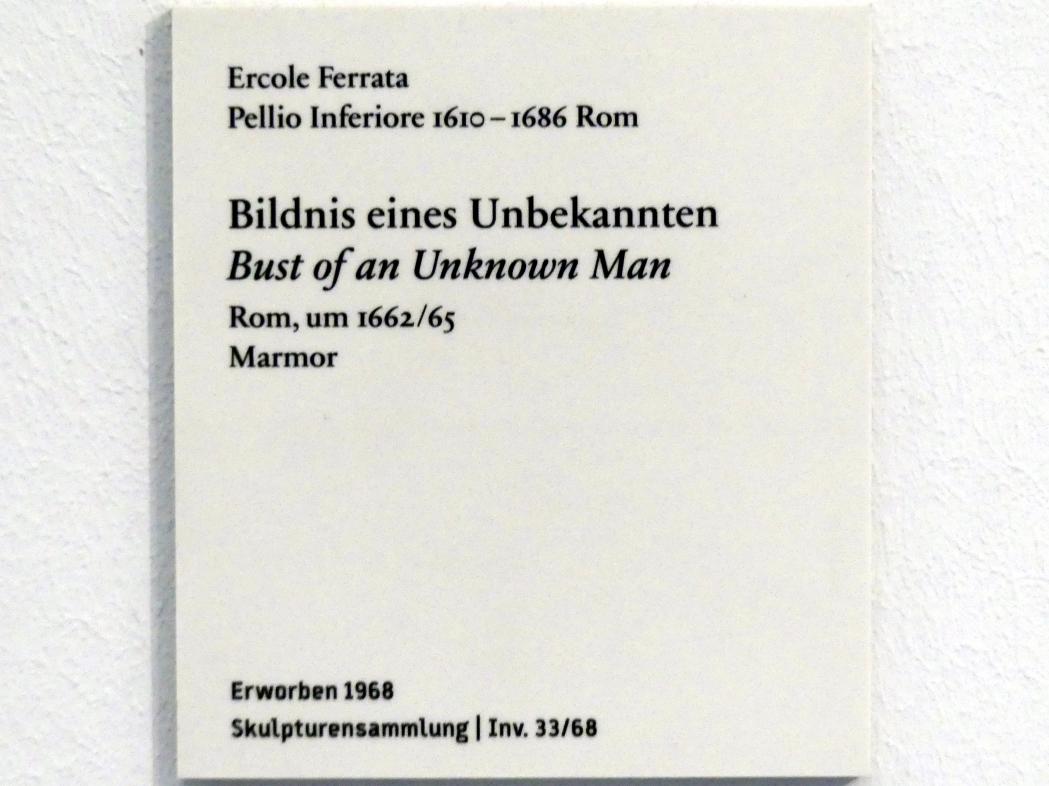 Ercole Ferrata
Pellio Inferiore 1610 – 1686 Rom
Bildnis eines Unbekannten
Bust of an Unknown Man
Rom, um 1662/65
Marmor
Erworben 1968
Skulpturensammlung | Inv. 33/68